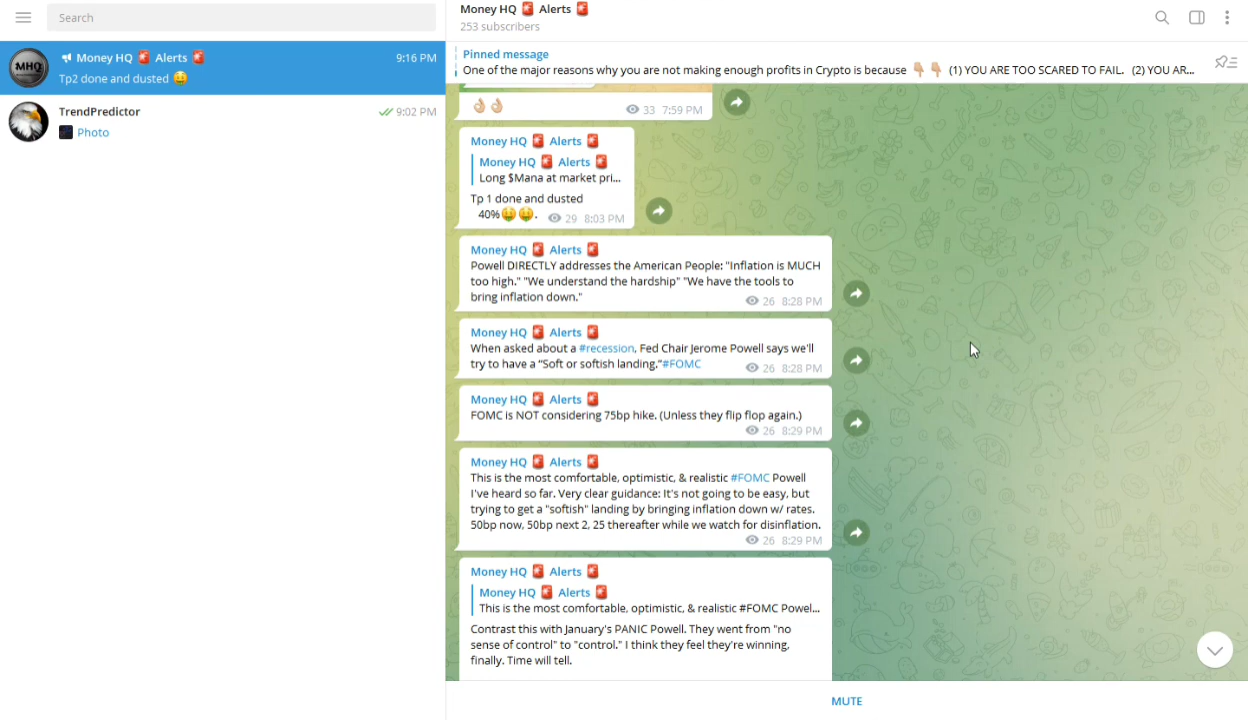 Search
Money HQ 🚨 Alerts 🚨 9:16 PM
Tp2 done and dusted 🤑
TrendPredictor 9:02 PM
Photo
MHQ
Money HQ 🚨 Alerts 🚨
253 subscribers
Pinned message
One of the major reasons why you are not making enough profits in Crypto is because 👇🏼 👇🏼 (1) YOU ARE TOO SCARED TO FAIL. (2) YOU AR...
👌🏼 👌🏼 33 7:59 PM
Money HQ 🚨 Alerts 🚨
Money HQ 🚨 Alerts 🚨
Long $Mana at market pri...
Tp 1 done and dusted
40%🤑🤑. 29 8:03 PM
Money HQ 🚨 Alerts 🚨
Powell DIRECTLY addresses the American People: "Inflation is MUCH
too high." "We understand the hardship" "We have the tools to
bring inflation down." 26 8:28 PM
Money HQ 🚨 Alerts 🚨
When asked about a #recession, Fed Chair Jerome Powell says we'll
try to have a “Soft or softish landing.”#FOMC 26 8:28 PM
Money HQ 🚨 Alerts 🚨
FOMC is NOT considering 75bp hike. (Unless they flip flop again.)
26 8:29 PM
Money HQ 🚨 Alerts 🚨
This is the most comfortable, optimistic, & realistic #FOMC Powell
I've heard so far. Very clear guidance: It's not going to be easy, but
trying to get a "softish" landing by bringing inflation down w/ rates.
50bp now, 50bp next 2, 25 thereafter while we watch for disinflation.
26 8:29 PM
Money HQ 🚨 Alerts 🚨
Money HQ 🚨 Alerts 🚨
This is the most comfortable, optimistic, & realistic #FOMC Powel...
Contrast this with January's PANIC Powell. They went from "no
sense of control" to "control." I think they feel they're winning,
finally. Time will tell.
MUTE